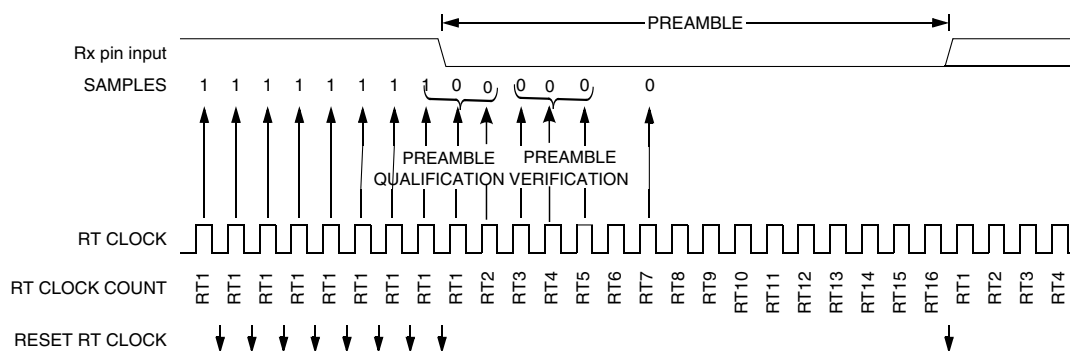 PREAMBLE
Rx pin input
SAMPLES 1 1 1 1 1 1 1 1 0 0 0 0 0 0
PREAMBLE QUALIFICATION
PREAMBLE VERIFICATION
RT CLOCK
RT CLOCK COUNT RT1 RT1 RT1 RT1 RT1 RT1 RT1 RT1 RT1 RT2 RT3 RT4 RT5 RT6 RT7 RT8 RT9 RT10 RT11 RT12 RT13 RT14 RT15 RT16 RT1 RT2 RT3 RT4
RESET RT CLOCK